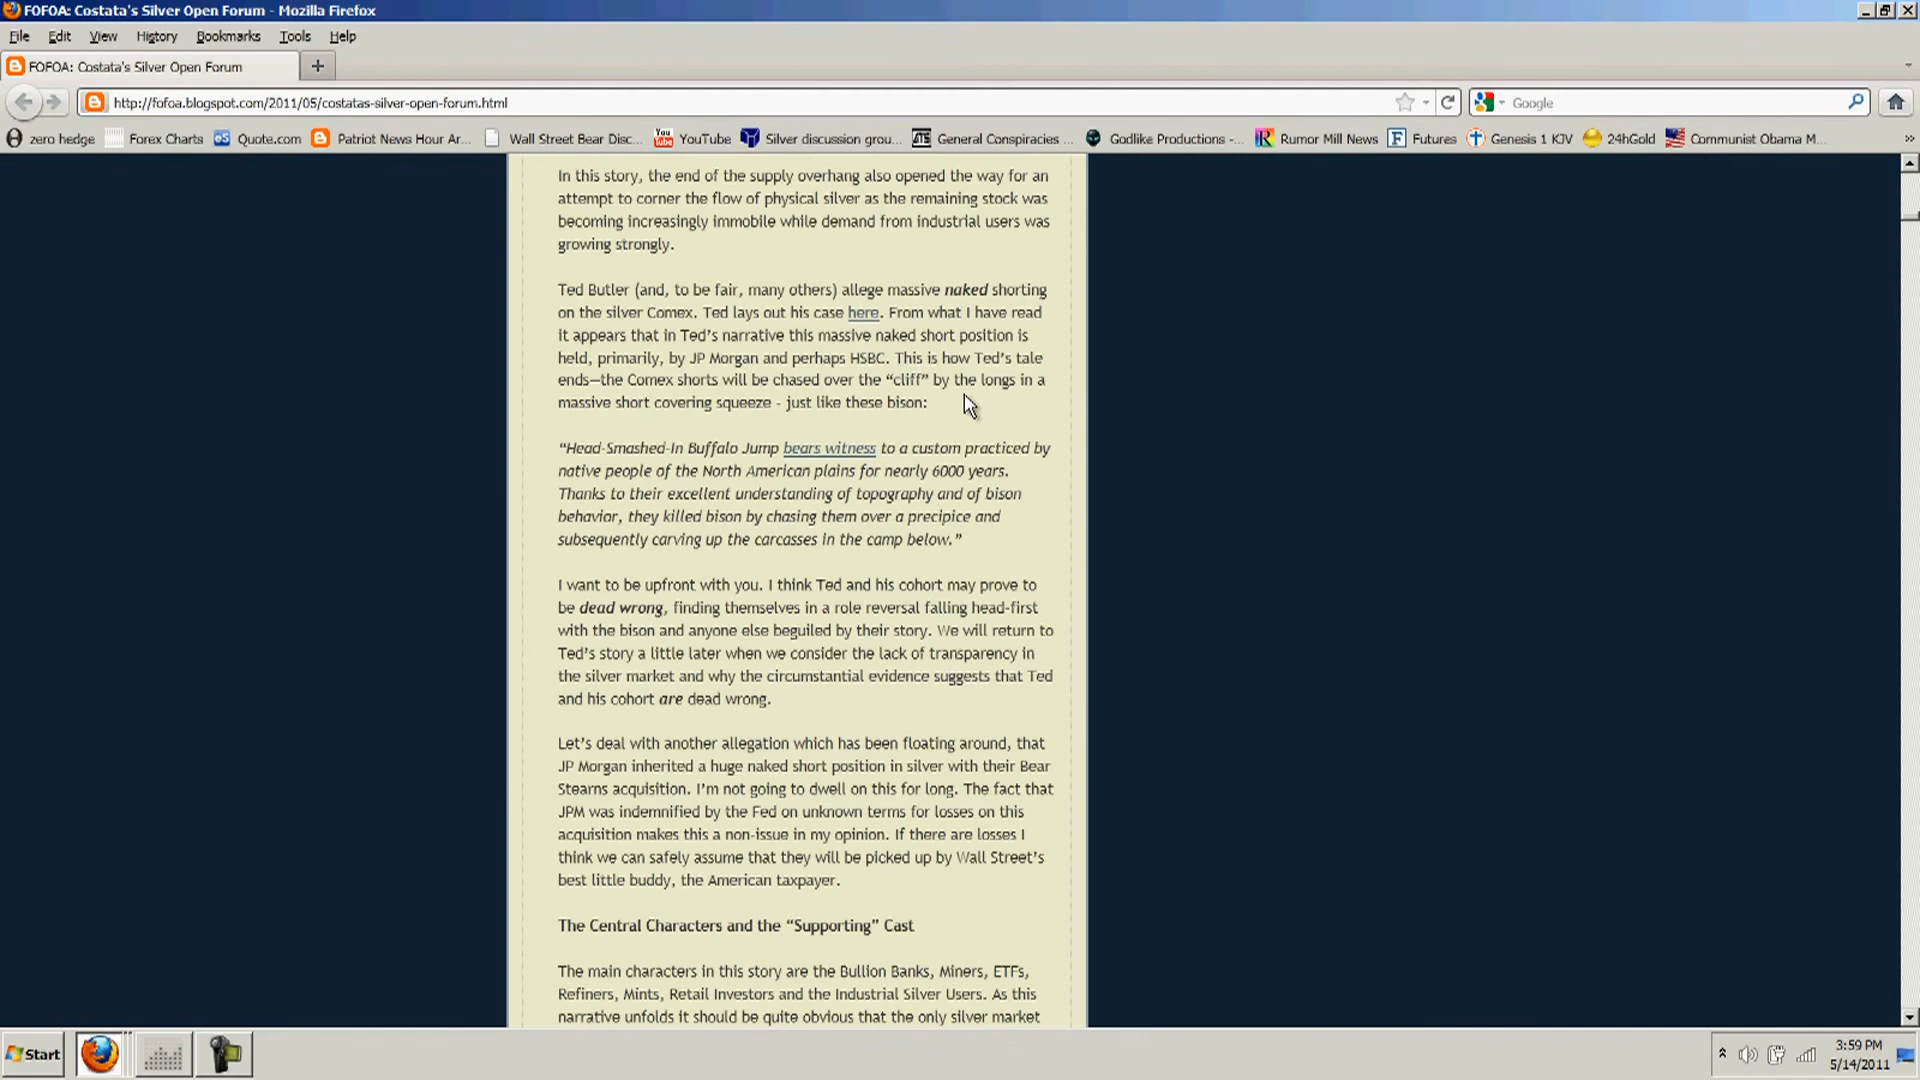 FOFOA: Costata's Silver Open Forum - Mozilla Firefox
File Edit View History Bookmarks Tools Help
FOFOA: Costata's Silver Open Forum
http://fofoa.blogspot.com/2011/05/costatas-silver-open-forum.html
Google
zero hedge Forex Charts Quote.com Patriot News Hour Ar... Wall Street Bear Disc... YouTube Silver discussion grou... General Conspiracies ... Godlike Productions -... Rumor Mill News Futures Genesis 1 KJV 24hGold Communist Obama M... »
In this story, the end of the supply overhang also opened the way for an
attempt to corner the flow of physical silver as the remaining stock was
becoming increasingly immobile while demand from industrial users was
growing strongly.
Ted Butler (and, to be fair, many others) allege massive naked shorting
on the silver Comex. Ted lays out his case here. From what I have read
it appears that in Ted’s narrative this massive naked short position is
held, primarily, by JP Morgan and perhaps HSBC. This is how Ted’s tale
ends—the Comex shorts will be chased over the “cliff” by the longs in a
massive short covering squeeze - just like these bison:
“Head-Smashed-In Buffalo Jump bears witness to a custom practiced by
native people of the North American plains for nearly 6000 years.
Thanks to their excellent understanding of topography and of bison
behavior, they killed bison by chasing them over a precipice and
subsequently carving up the carcasses in the camp below.”
I want to be upfront with you. I think Ted and his cohort may prove to
be dead wrong, finding themselves in a role reversal falling head-first
with the bison and anyone else beguiled by their story. We will return to
Ted’s story a little later when we consider the lack of transparency in
the silver market and why the circumstantial evidence suggests that Ted
and his cohort are dead wrong.
Let’s deal with another allegation which has been floating around, that
JP Morgan inherited a huge naked short position in silver with their Bear
Stearns acquisition. I’m not going to dwell on this for long. The fact that
JPM was indemnified by the Fed on unknown terms for losses on this
acquisition makes this a non-issue in my opinion. If there are losses I
think we can safely assume that they will be picked up by Wall Street’s
best little buddy, the American taxpayer.
The Central Characters and the “Supporting” Cast
The main characters in this story are the Bullion Banks, Miners, ETFs,
Refiners, Mints, Retail Investors and the Industrial Silver Users. As this
narrative unfolds it should be quite obvious that the only silver market
Start
3:59 PM
5/14/2011